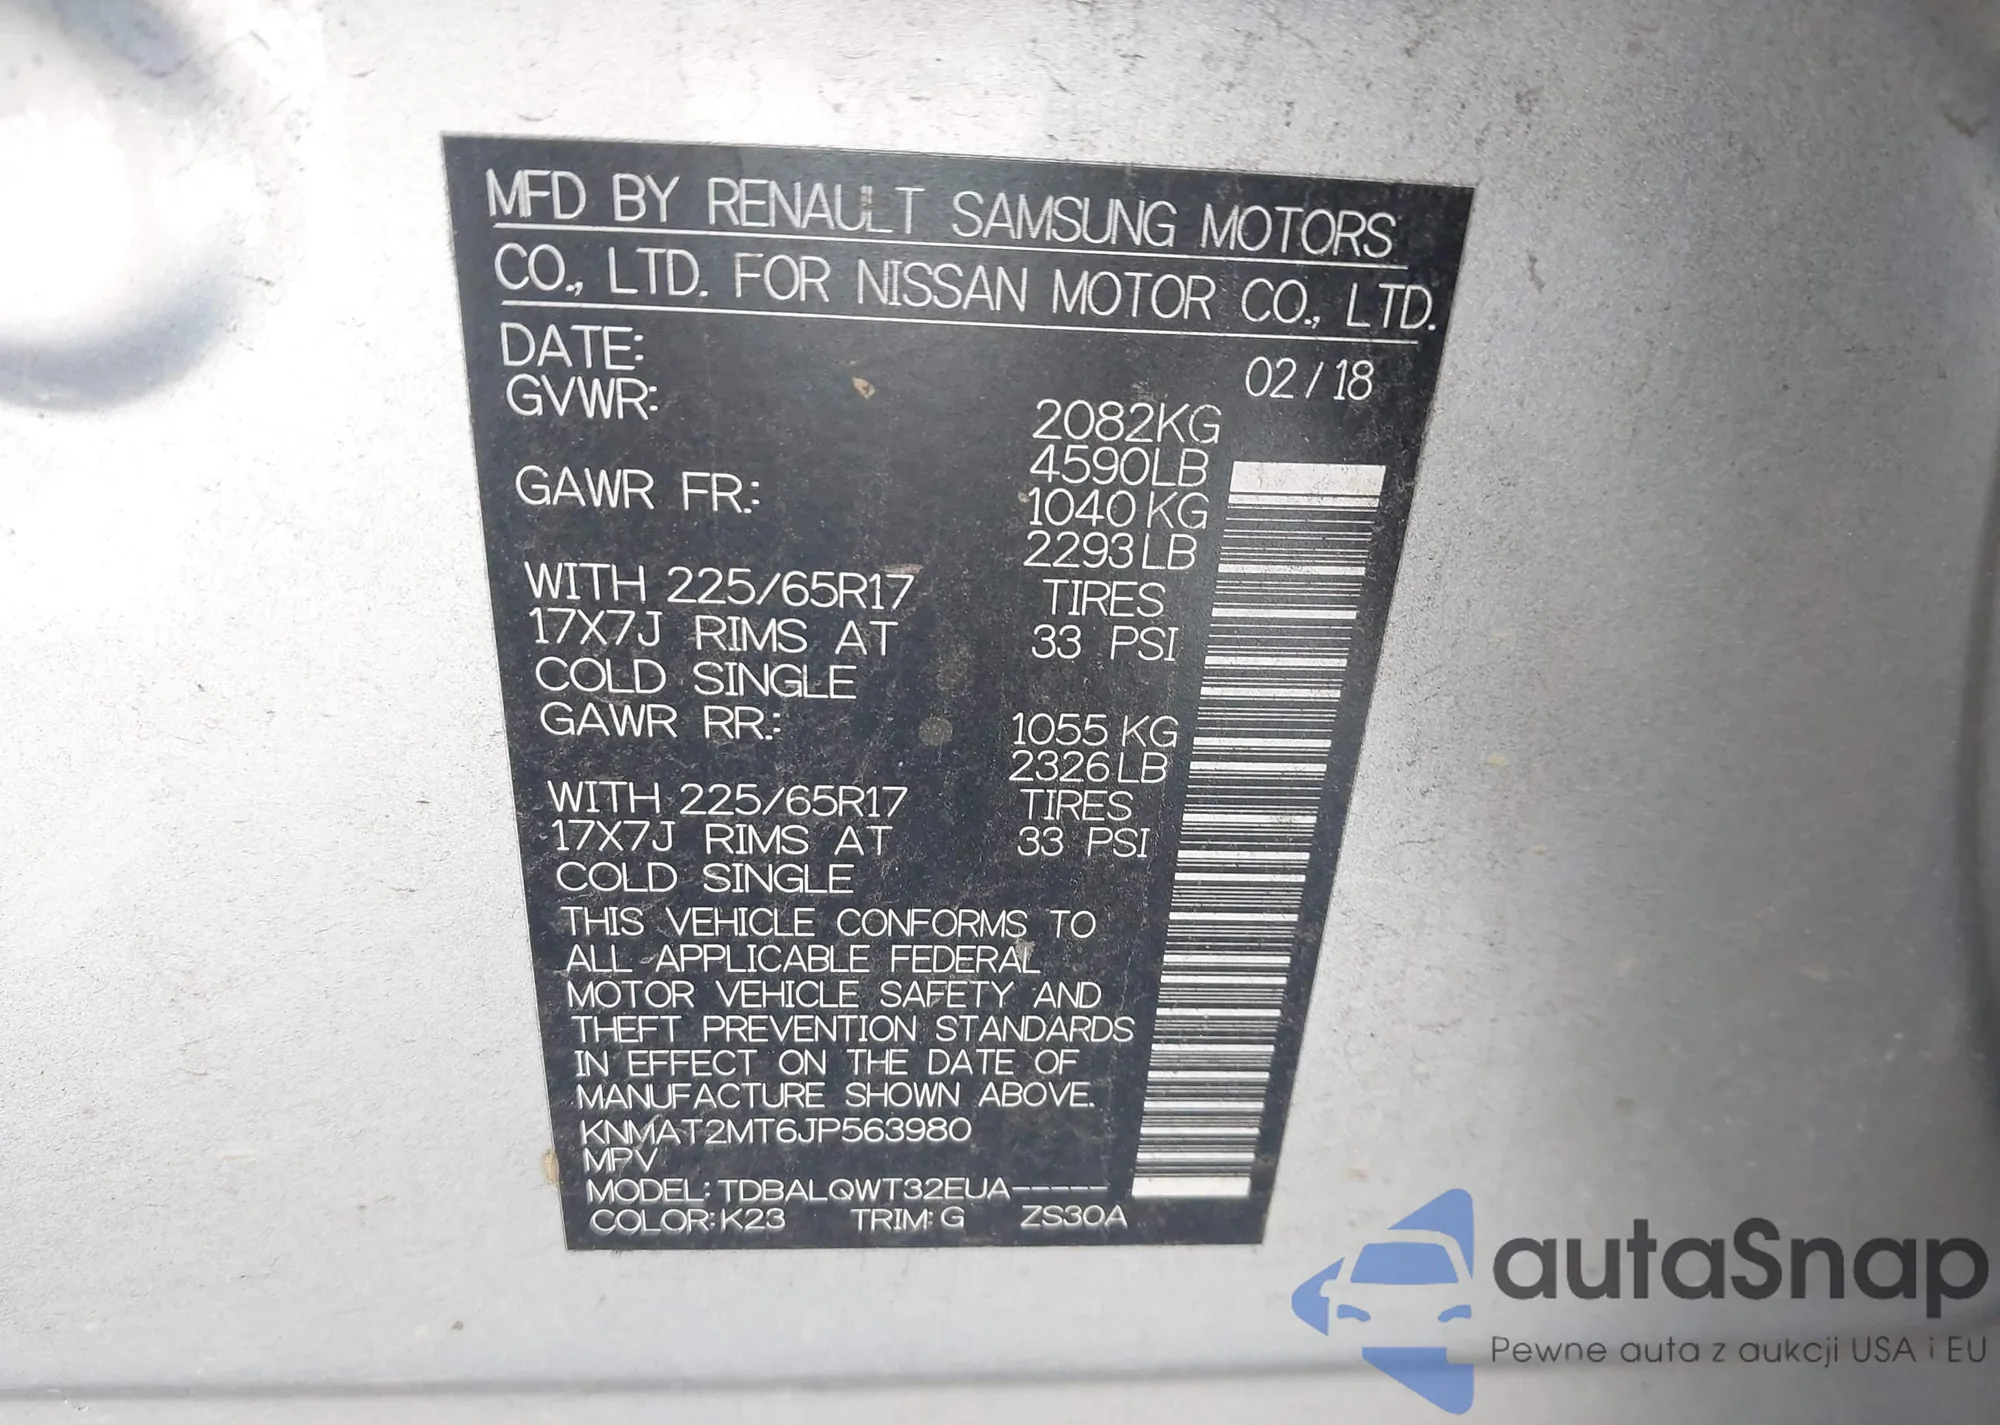 MFD BY RENAULT SAMSUNG MOTORS
CO., LTD. FOR NISSAN MOTOR CO., LTD.
DATE: 02/18
GVWR: 2082KG
4590LB
GAWR FR.: 1040 KG
2293LB
WITH 225/65R17 TIRES
17X7J RIMS AT 33 PSI
COLD SINGLE
GAWR RR.: 1055 KG
2326LB
WITH 225/65R17 TIRES
17X7J RIMS AT 33 PSI
COLD SINGLE
THIS VEHICLE CONFORMS TO
ALL APPLICABLE FEDERAL
MOTOR VEHICLE SAFETY AND
THEFT PREVENTION STANDARDS
IN EFFECT ON THE DATE OF
MANUFACTURE SHOWN ABOVE.
KNMAT2MT6JP563980
MPV
MODEL: TDBALQWT32EUA-----
COLOR: K23 TRIM: G ZS30A
autaSnap
Pewne auta z aukcji USA i EU